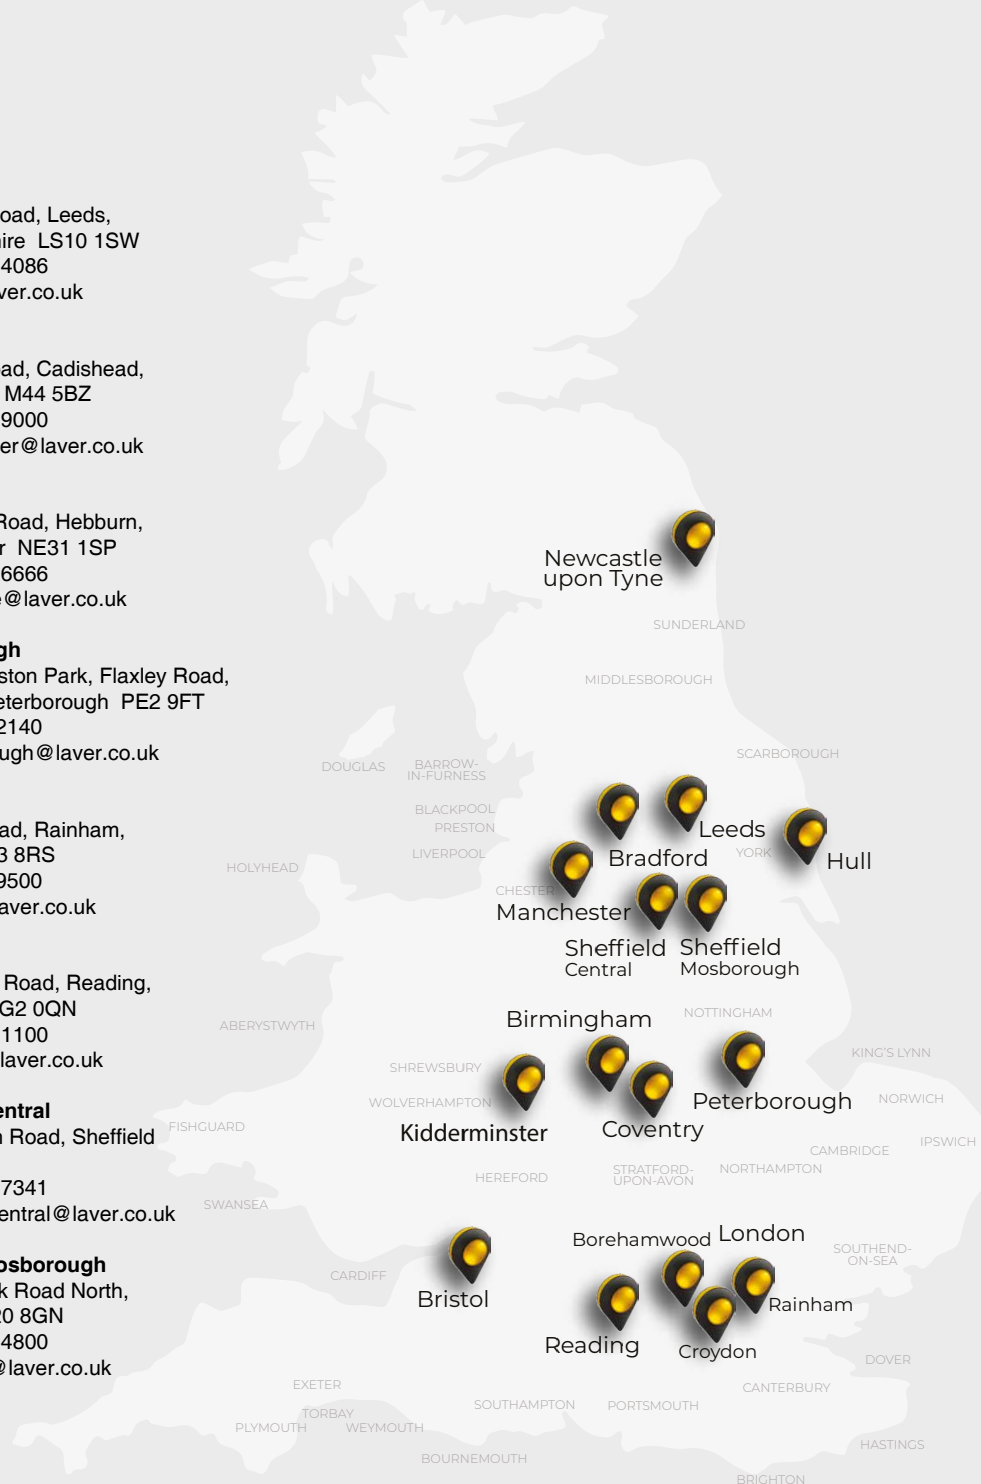 oad, Leeds,
ire LS10 1SW
4086
ver.co.uk
ad, Cadishead,
M44 5BZ
9000
er@laver.co.uk
Road, Hebburn,
r NE31 1SP
6666
e@laver.co.uk
gh
ston Park, Flaxley Road,
eterborough PE2 9FT
2140
ugh@laver.co.uk
ad, Rainham,
3 8RS
9500
aver.co.uk
Road, Reading,
G2 0QN
1100
laver.co.uk
entral
n Road, Sheffield
7341
entral@laver.co.uk
osborough
k Road North,
20 8GN
4800
@laver.co.uk
Newcastle
upon Tyne
SUNDERLAND
MIDDLESBOROUGH
SCARBOROUGH
DOUGLAS
BARROW-
IN-FURNESS
BLACKPOOL
PRESTON
LIVERPOOL
HOLYHEAD
Leeds
Bradford
YORK
Hull
CHESTER
Manchester
Sheffield
Central
Sheffield
Mosborough
Birmingham
NOTTINGHAM
ABERYSTWYTH
KING'S LYNN
SHREWSBURY
WOLVERHAMPTON
Peterborough
NORWICH
FISHGUARD
Kidderminster
Coventry
IPSWICH
CAMBRIDGE
HEREFORD
STRATFORD-
UPON-AVON
NORTHAMPTON
SWANSEA
Borehamwood
London
SOUTHEND-
ON-SEA
CARDIFF
Bristol
Rainham
Reading
Croydon
DOVER
EXETER
CANTERBURY
TORBAY
SOUTHAMPTON
PORTSMOUTH
PLYMOUTH
WEYMOUTH
HASTINGS
BOURNEMOUTH
BRIGHTON